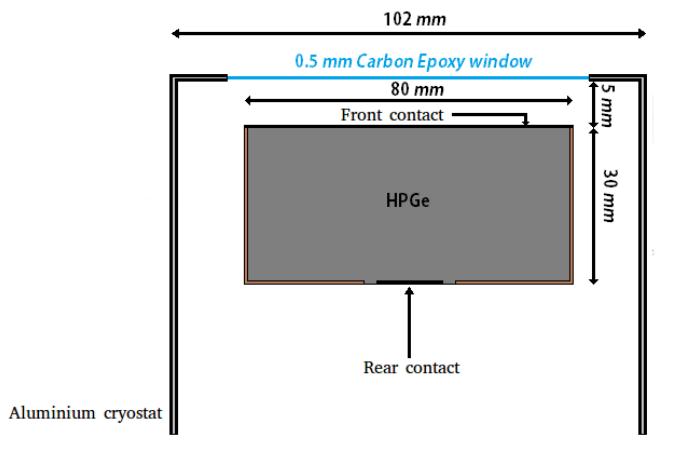 102 mm
0.5 mm Carbon Epoxy window
80 mm
5 mm
Front contact
HPGe
30 mm
Rear contact
Aluminium cryostat